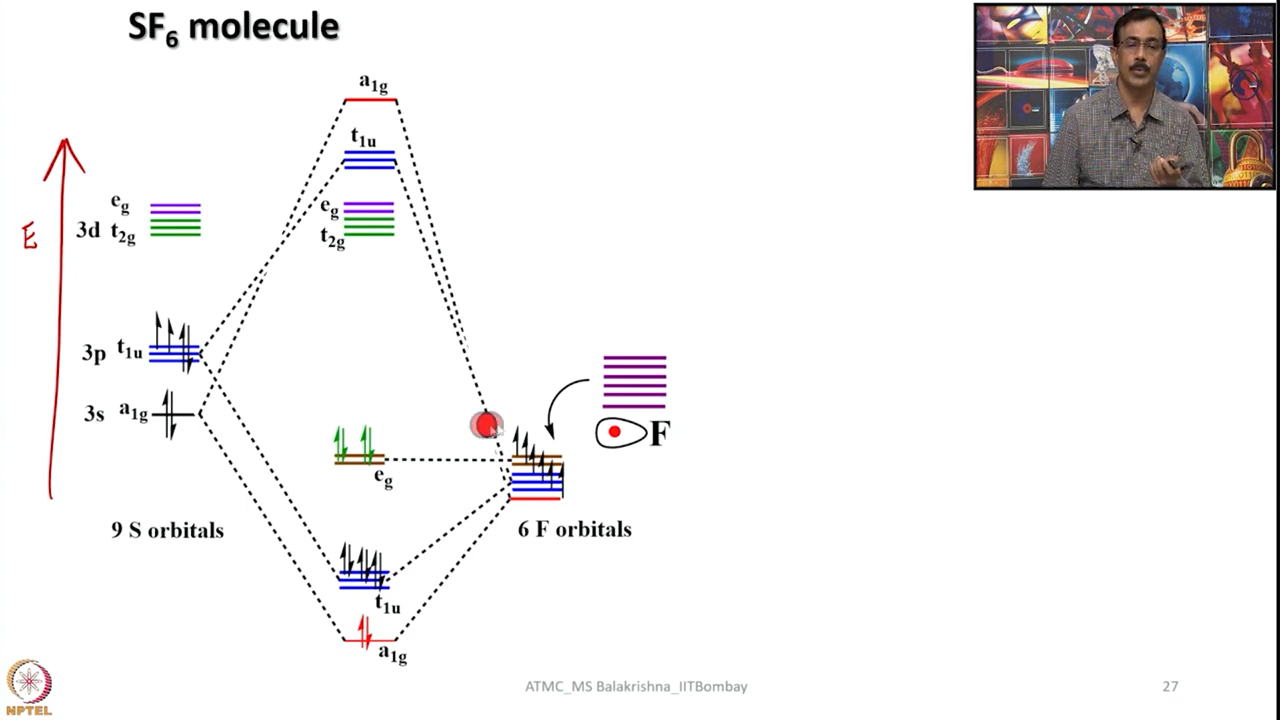 SF6 molecule
a1g
t1u
eg
3d t2g
eg
t2g
E
3p t1u
3s a1g
F
eg
9 S orbitals
6 F orbitals
t1u
a1g
NPTEL
ATMC_MS Balakrishna_IITBombay
27